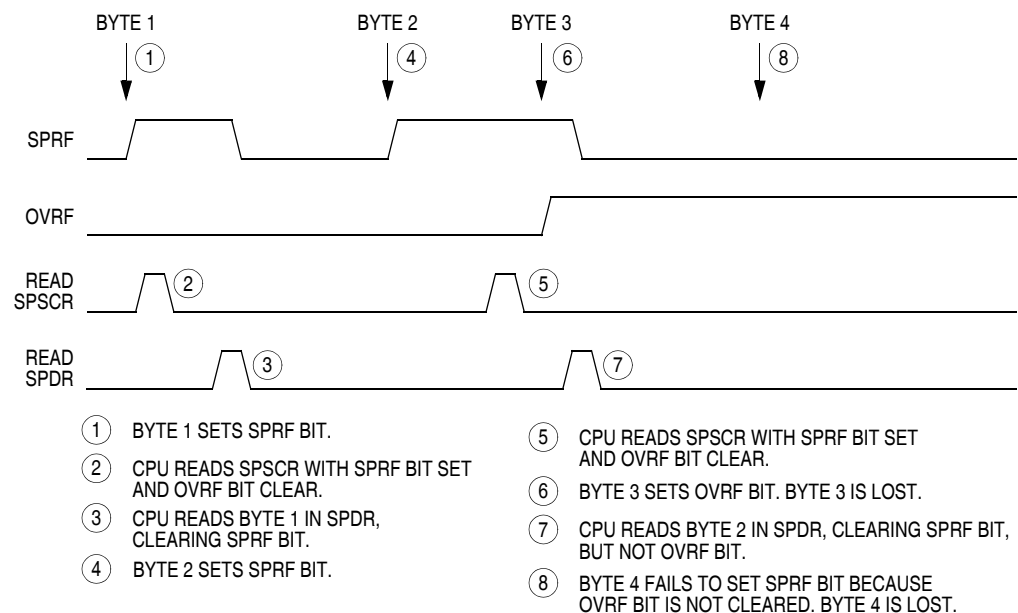 BYTE 1
BYTE 2
BYTE 3
BYTE 4
1
4
6
8
SPRF
OVRF
READ
SPSCR
2
5
READ
SPDR
3
7
1 BYTE 1 SETS SPRF BIT.
2 CPU READS SPSCR WITH SPRF BIT SET
AND OVRF BIT CLEAR.
3 CPU READS BYTE 1 IN SPDR,
CLEARING SPRF BIT.
4 BYTE 2 SETS SPRF BIT.
5 CPU READS SPSCR WITH SPRF BIT SET
AND OVRF BIT CLEAR.
6 BYTE 3 SETS OVRF BIT. BYTE 3 IS LOST.
7 CPU READS BYTE 2 IN SPDR, CLEARING SPRF BIT,
BUT NOT OVRF BIT.
8 BYTE 4 FAILS TO SET SPRF BIT BECAUSE
OVRF BIT IS NOT CLEARED. BYTE 4 IS LOST.